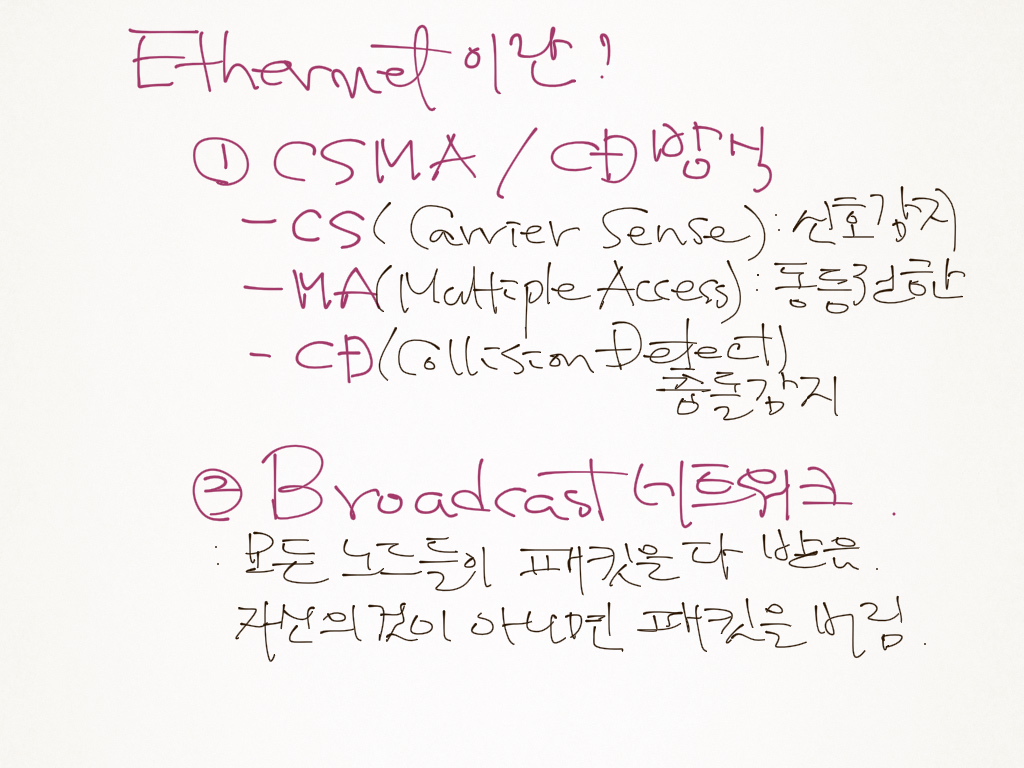 Ethernet 이란?
① CSMA / CD 방식
- CS (Carrier Sense) : 신호감지
- MA (Multiple Access) : 동등권한
- CD (Collision Detect)
충돌감지
② Broadcast 네트워크.
: 모든 노드들이 패킷을 다 받음.
자신의 것이 아니면 패킷을 버림.